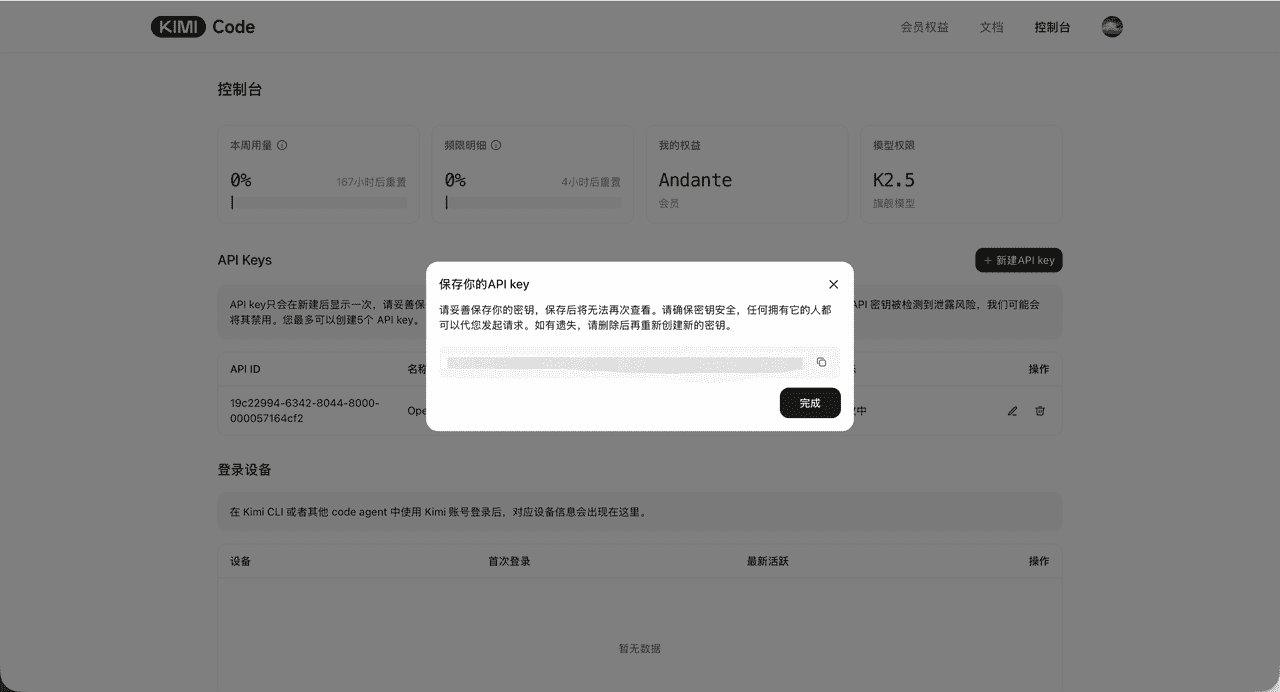 KIMI Code
会员权益
文档
控制台
控制台
本周用量
0%
167小时后重置
频限明细
0%
4小时后重置
我的权益
Andante
会员
模型权限
K2.5
旗舰模型
API Keys
+ 新建API key
API key只会在新建后显示一次，请妥善保
API 密钥被检测到泄露风险，我们可能会
将其禁用。您最多可以创建5个 API key。
保存你的API key
请妥善保存你的密钥，保存后将无法再次查看。请确保密钥安全，任何拥有它的人都
可以代您发起请求。如有遗失，请删除后再重新创建新的密钥。
完成
API ID
操作
19c22994-6342-8044-8000-
000057164cf2
登录设备
在 Kimi CLI 或者其他 code agent 中使用 Kimi 账号登录后，对应设备信息会出现在这里。
设备
首次登录
最新活跃
操作
暂无数据